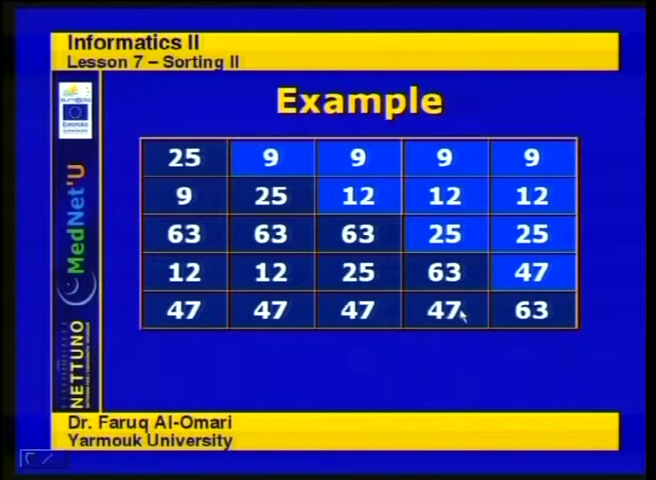 Informatics II
Lesson 7 – Sorting II
Example
25 9 9 9 9
9 25 12 12 12
63 63 63 25 25
12 12 25 63 47
47 47 47 47 63
MedNet'U
NETTUNO
Dr. Faruq Al-Omari
Yarmouk University